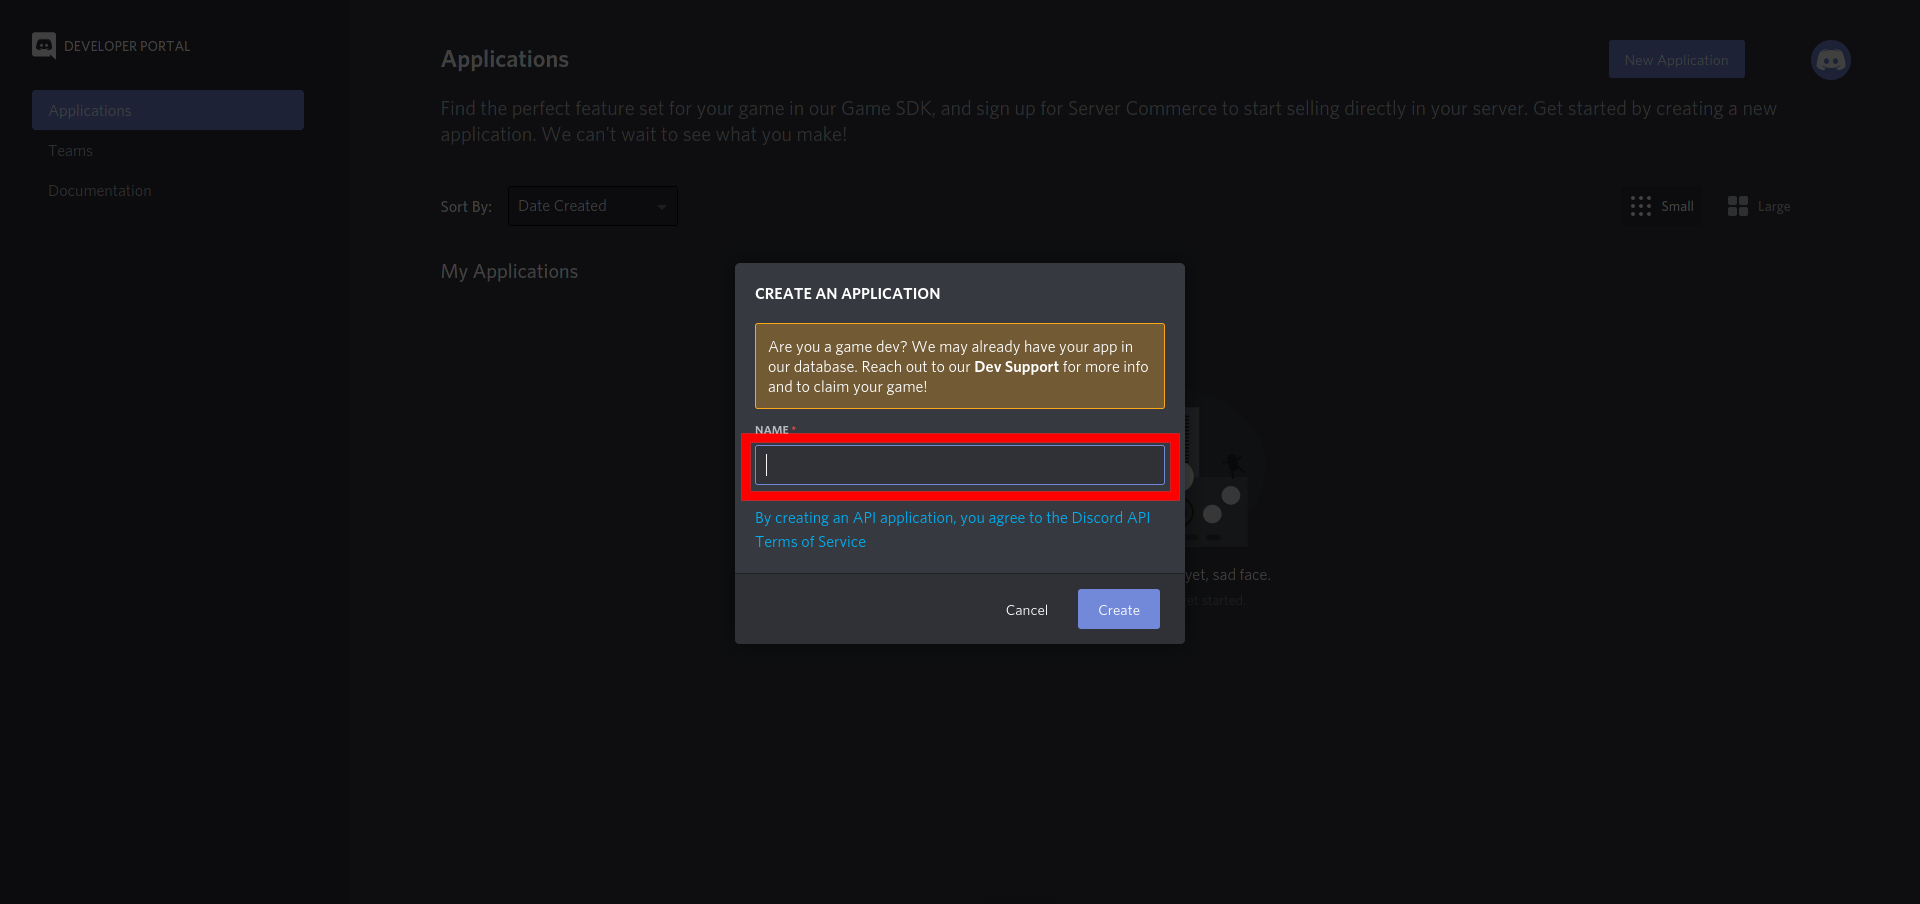 DEVELOPER PORTAL
Applications
Teams
Documentation
Applications
New Application
Find the perfect feature set for your game in our Game SDK, and sign up for Server Commerce to start selling directly in your server. Get started by creating a new
application. We can't wait to see what you make!
Sort By:
Date Created
Small
Large
My Applications
CREATE AN APPLICATION
Are you a game dev? We may already have your app in
our database. Reach out to our Dev Support for more info
and to claim your game!
NAME *
By creating an API application, you agree to the Discord API
Terms of Service
yet, sad face.
get started.
Cancel
Create